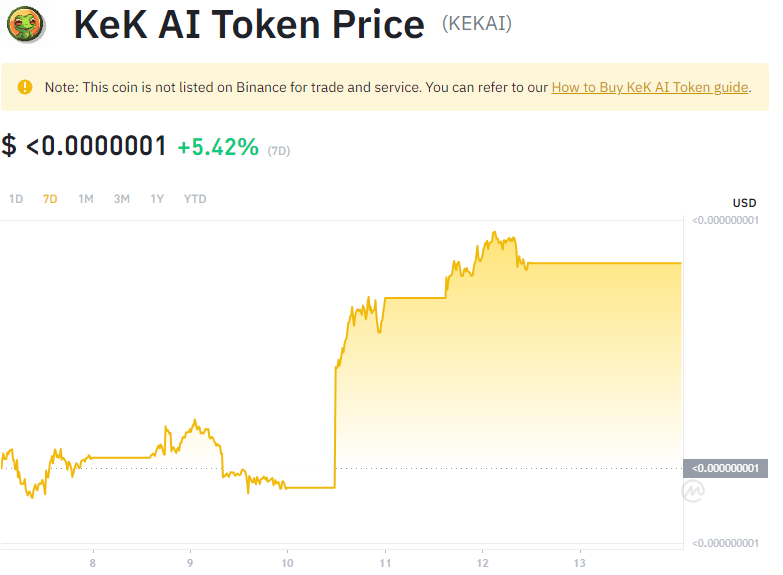 KeK AI Token Price (KEKAI)
Note: This coin is not listed on Binance for trade and service. You can refer to our How to Buy KeK AI Token guide.
$ <0.0000001 +5.42% (7D)
1D 7D 1M 3M 1Y YTD
USD
<0.000000001
<0.000000001
<0.000000001
8 9 10 11 12 13